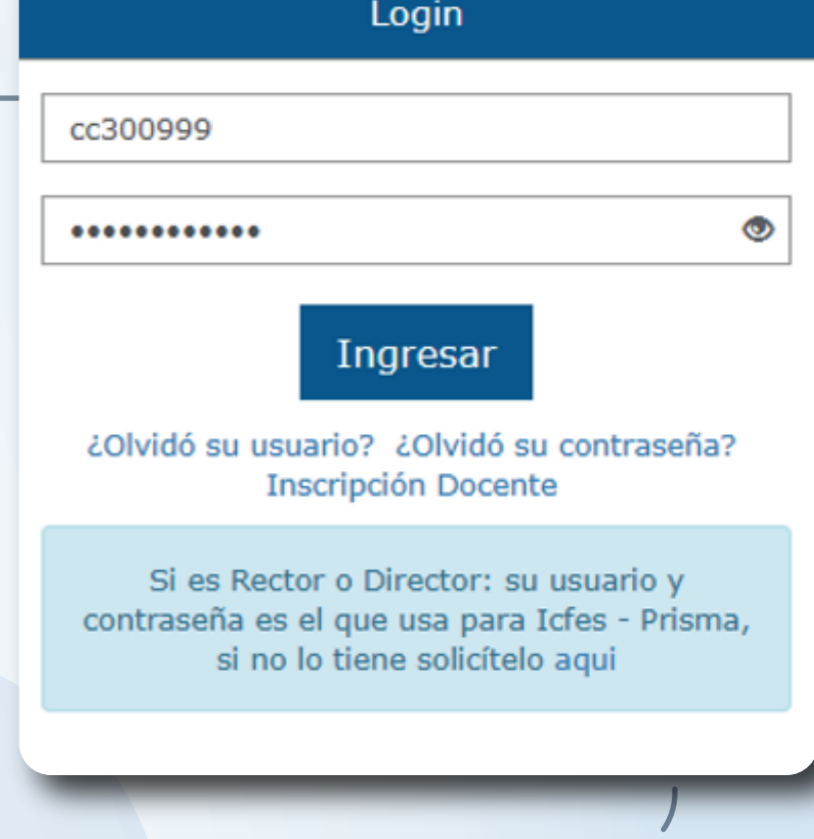 Login
cc300999
••••••••••••
Ingresar
¿Olvidó su usuario? ¿Olvidó su contraseña?
Inscripción Docente
Si es Rector o Director: su usuario y
contraseña es el que usa para Icfes - Prisma,
si no lo tiene solicítelo aqui